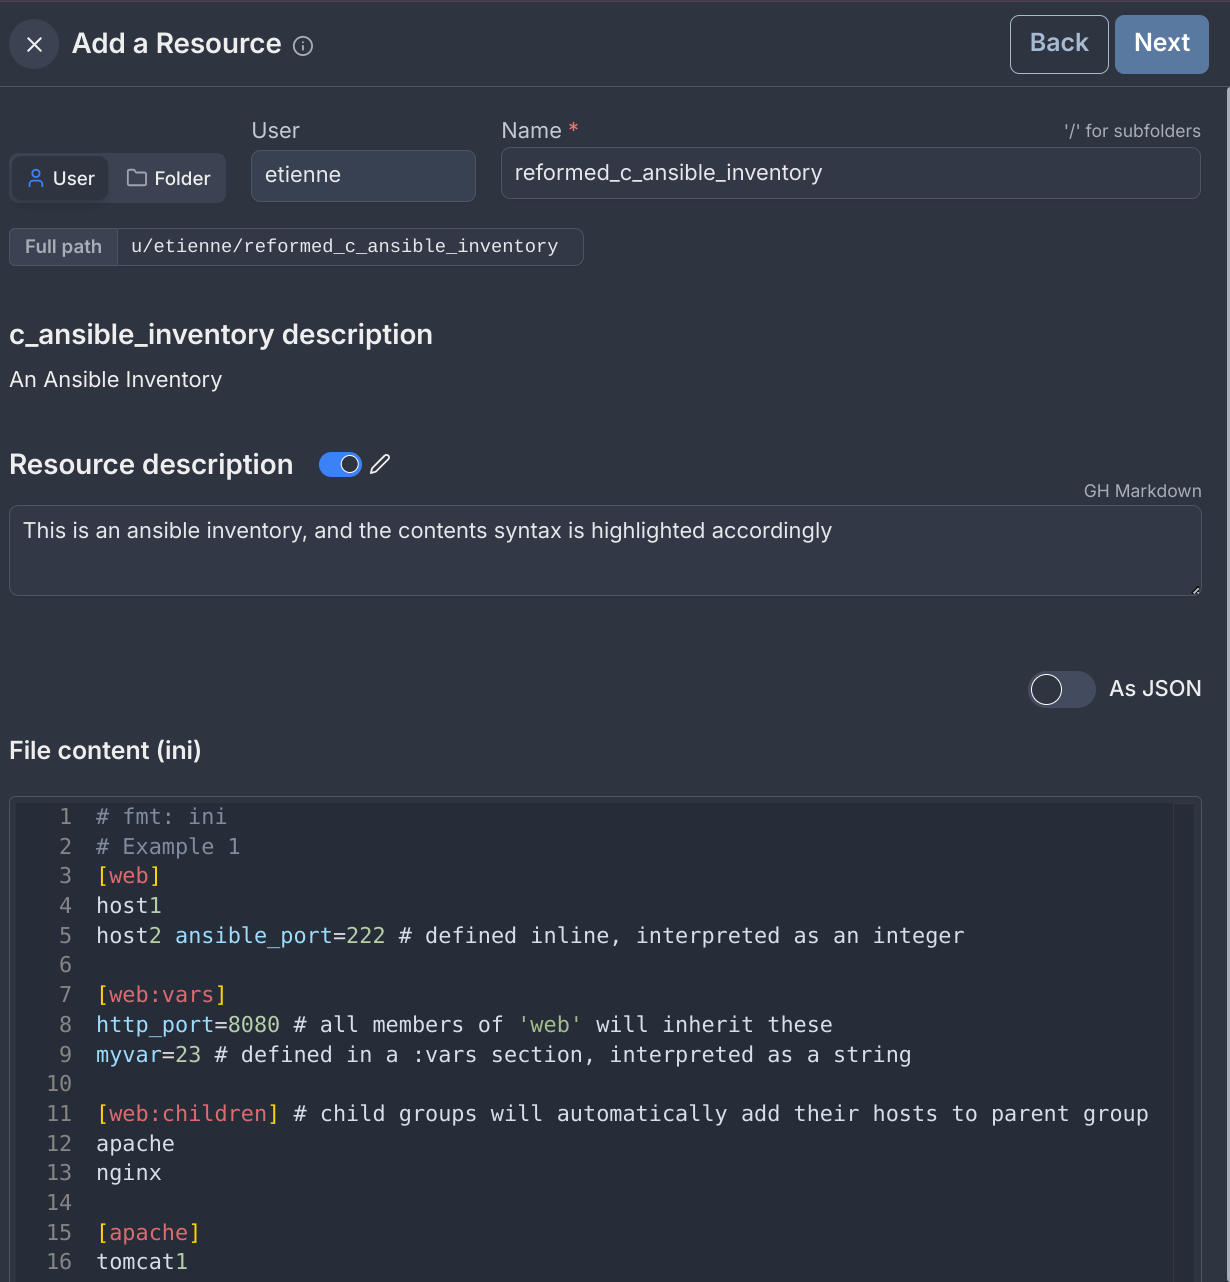 Add a Resource
Back
Next
User
Name *
'/' for subfolders
User
Folder
etienne
reformed_c_ansible_inventory
Full path
u/etienne/reformed_c_ansible_inventory
c_ansible_inventory description
An Ansible Inventory
Resource description
GH Markdown
This is an ansible inventory, and the contents syntax is highlighted accordingly
As JSON
File content (ini)
1 # fmt: ini
2 # Example 1
3 [web]
4 host1
5 host2 ansible_port=222 # defined inline, interpreted as an integer
6
7 [web:vars]
8 http_port=8080 # all members of 'web' will inherit these
9 myvar=23 # defined in a :vars section, interpreted as a string
10
11 [web:children] # child groups will automatically add their hosts to parent group
12 apache
13 nginx
14
15 [apache]
16 tomcat1